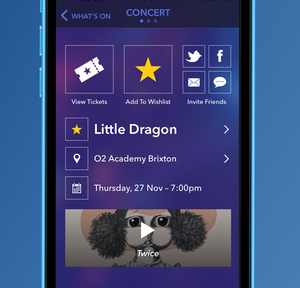 WHAT'S ON
CONCERT
View Tickets
Add To Wishlist
Invite Friends
Little Dragon
O2 Academy Brixton
Thursday, 27 Nov – 7:00pm
Twice